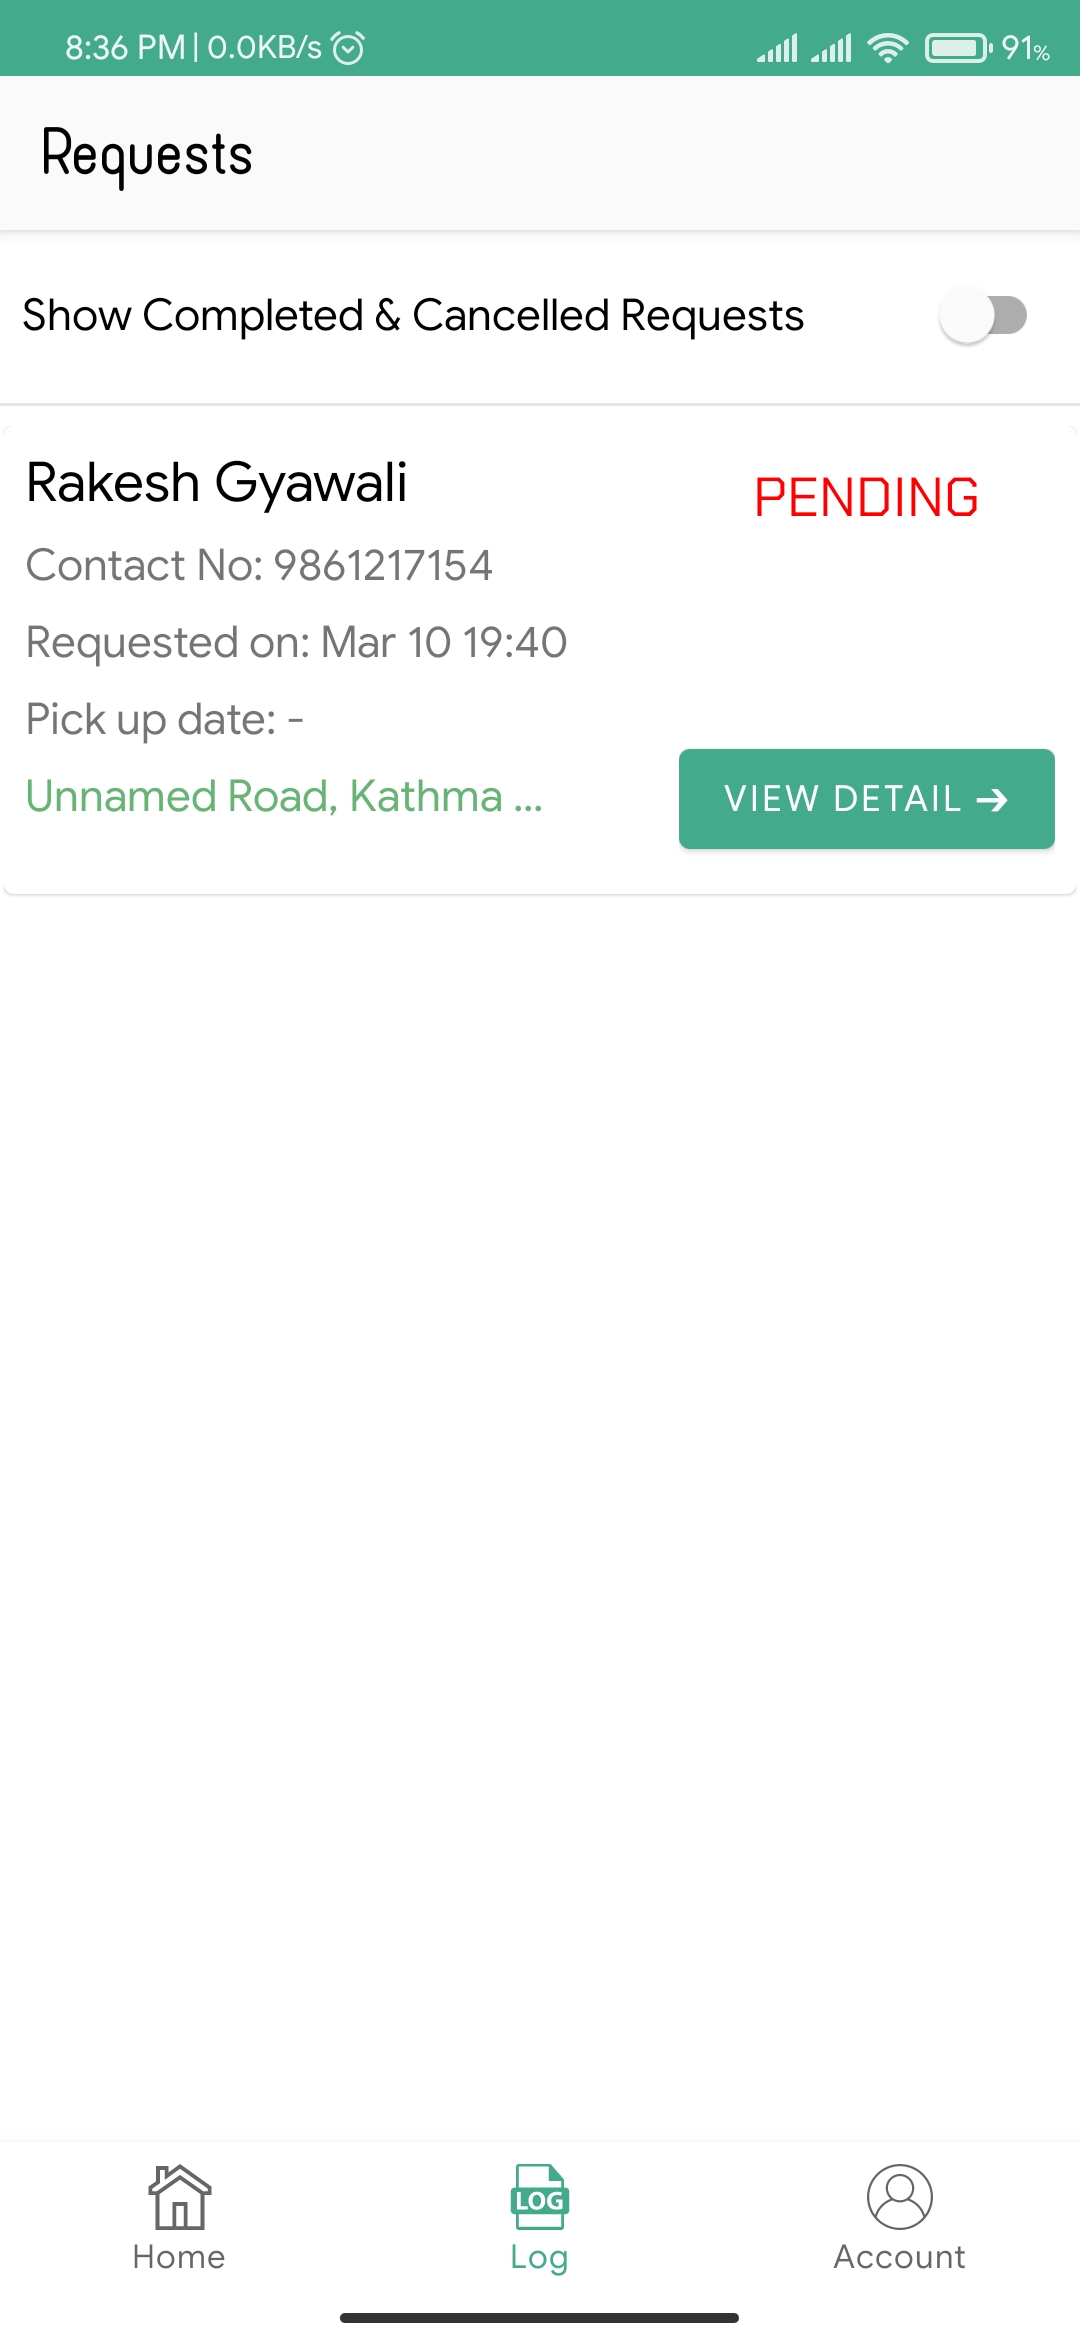 8:36 PM | 0.0KB/s 91%
Requests
Show Completed & Cancelled Requests
Rakesh Gyawali
PENDING
Contact No: 9861217154
Requested on: Mar 10 19:40
Pick up date: -
Unnamed Road, Kathma ...
VIEW DETAIL →
LOG
Home Log Account